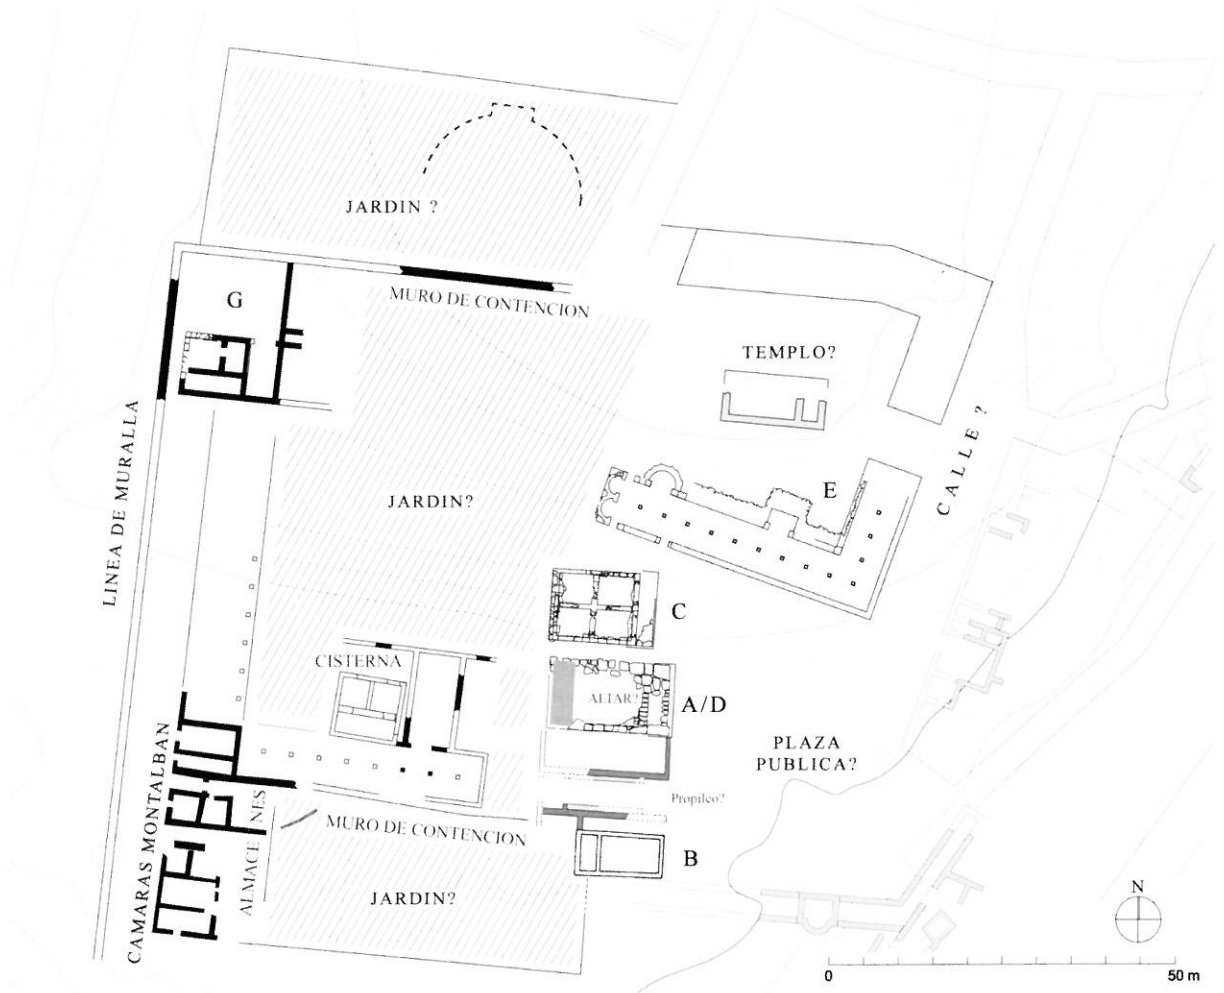 JARDIN ?
G
MURO DE CONTENCION
TEMPLO?
CALLE ?
LINEA DE MURALLA
JARDIN?
E
C
CISTERNA
ALTAR?
A/D
PLAZA
PUBLICA?
Propileo?
CAMARAS MONTALBAN
ALMACENES
MURO DE CONTENCION
B
JARDIN?
N
0
50 m